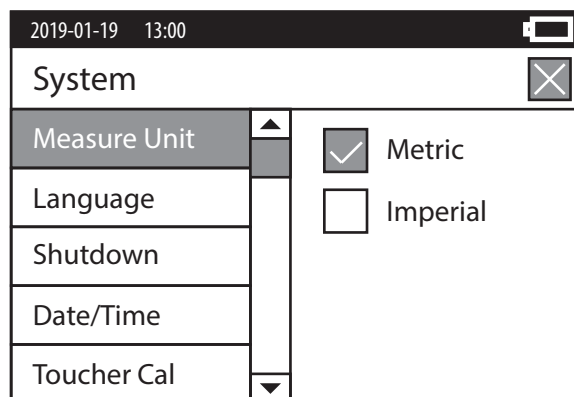 2019-01-19 13:00
System
Measure Unit
Language
Shutdown
Date/Time
Toucher Cal
Metric
Imperial